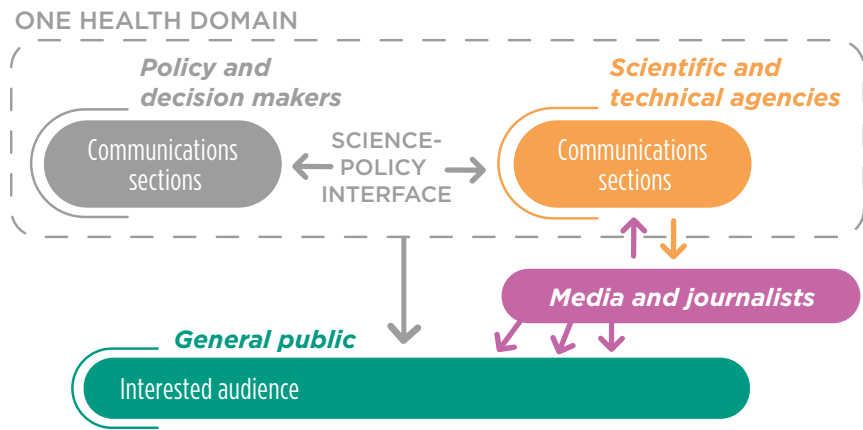 ONE HEALTH DOMAIN
Policy and
decision makers
Communications
sections
SCIENCE-
POLICY
INTERFACE
Scientific and
technical agencies
Communications
sections
Media and journalists
General public
Interested audience